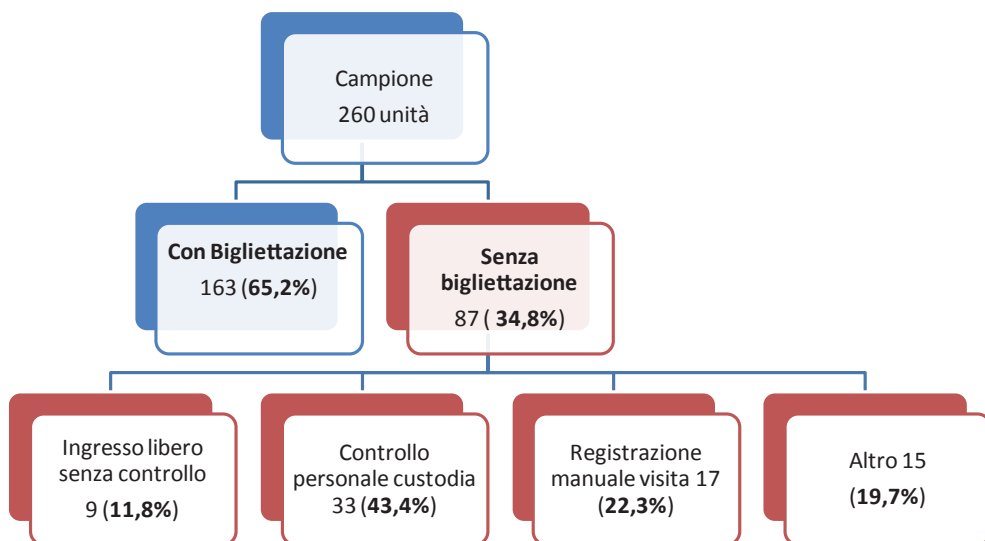 Campione
260 unità
Con Bigliettazione
163 (65,2%)
Senza
bigliettazione
87 ( 34,8%)
Ingresso libero
senza controllo
9 (11,8%)
Controllo
personale custodia
33 (43,4%)
Registrazione
manuale visita 17
(22,3%)
Altro 15
(19,7%)